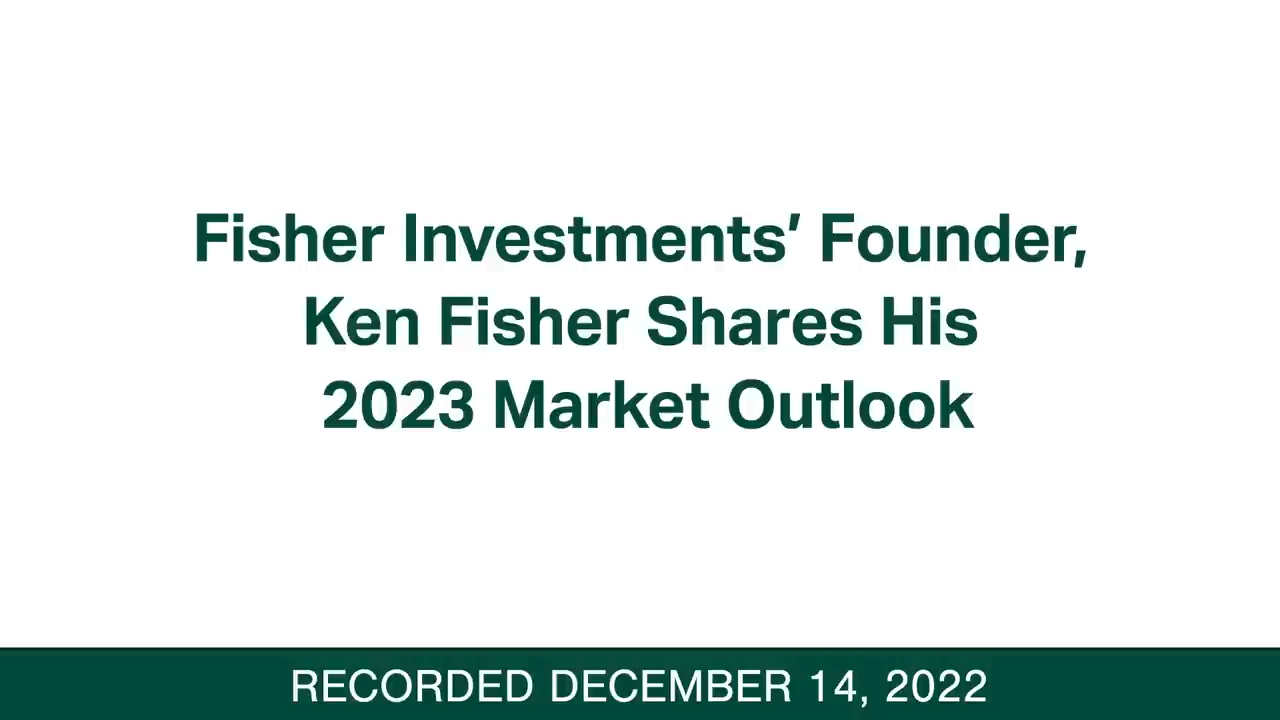 Fisher Investments’ Founder,
Ken Fisher Shares His
2023 Market Outlook
RECORDED DECEMBER 14, 2022